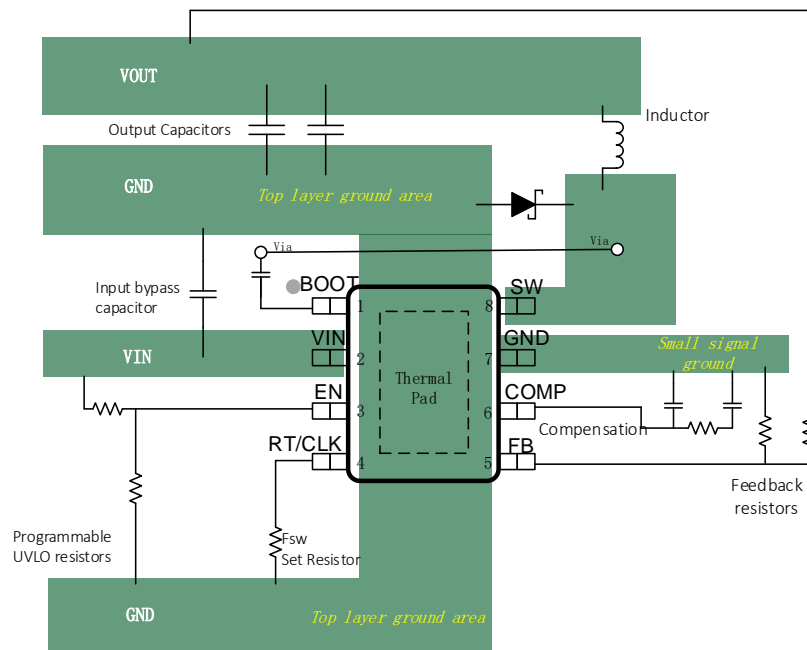 VOUT
Output Capacitors
Inductor
GND
Top layer ground area
Via
Via
Input bypass
capacitor
BOOT
SW
1
8
VIN
VIN
2
7
GND
Small signal
ground
Thermal
Pad
EN
3
6
COMP
Compensation
RT/CLK
4
5
FB
Feedback
resistors
Programmable
UVLO resistors
Fsw
Set Resistor
GND
Top layer ground area